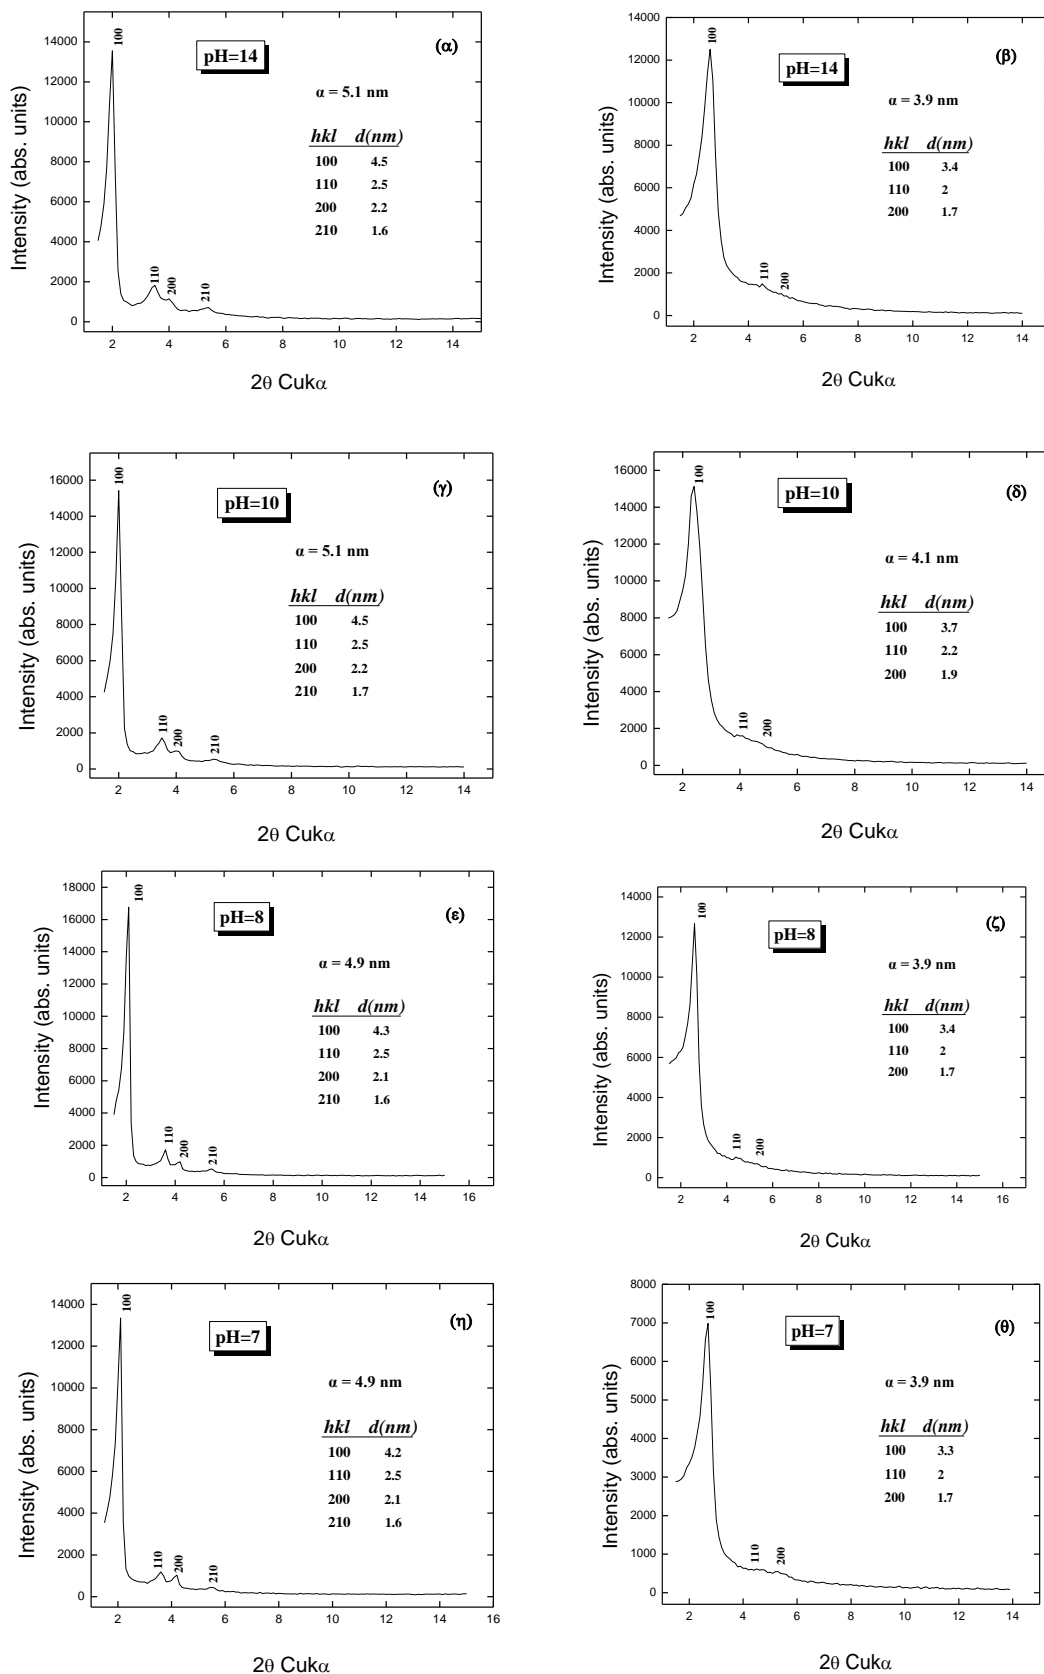 100
(α)
pH=14
α = 5.1 nm
hkl d(nm)
100 4.5
110 2.5
200 2.2
210 1.6
110
200
210
14000
12000
10000
8000
6000
4000
2000
0
Intensity (abs. units)
2 4 6 8 10 12 14
2θ Cukα
100
(β)
pH=14
α = 3.9 nm
hkl d(nm)
100 3.4
110 2
200 1.7
110
200
14000
12000
10000
8000
6000
4000
2000
0
Intensity (abs. units)
2 4 6 8 10 12 14
2θ Cukα
100
(γ)
pH=10
α = 5.1 nm
hkl d(nm)
100 4.5
110 2.5
200 2.2
210 1.7
110
200
210
16000
14000
12000
10000
8000
6000
4000
2000
0
Intensity (abs. units)
2 4 6 8 10 12 14
2θ Cukα
100
(δ)
pH=10
α = 4.1 nm
hkl d(nm)
100 3.7
110 2.2
200 1.9
110
200
16000
14000
12000
10000
8000
6000
4000
2000
0
Intensity (abs. units)
2 4 6 8 10 12 14
2θ Cukα
100
(ε)
pH=8
α = 4.9 nm
hkl d(nm)
100 4.3
110 2.5
200 2.1
210 1.6
110
200
210
18000
16000
14000
12000
10000
8000
6000
4000
2000
0
Intensity (abs. units)
2 4 6 8 10 12 14 16
2θ Cukα
100
(ζ)
pH=8
α = 3.9 nm
hkl d(nm)
100 3.4
110 2
200 1.7
110
200
14000
12000
10000
8000
6000
4000
2000
0
Intensity (abs. units)
2 4 6 8 10 12 14 16
2θ Cukα
100
(η)
pH=7
α = 4.9 nm
hkl d(nm)
100 4.2
110 2.5
200 2.1
210 1.6
110
200
210
14000
12000
10000
8000
6000
4000
2000
0
Intensity (abs. units)
2 4 6 8 10 12 14 16
2θ Cukα
100
(θ)
pH=7
α = 3.9 nm
hkl d(nm)
100 3.3
110 2
200 1.7
110
200
8000
7000
6000
5000
4000
3000
2000
1000
0
Intensity (abs. units)
2 4 6 8 10 12 14
2θ Cukα